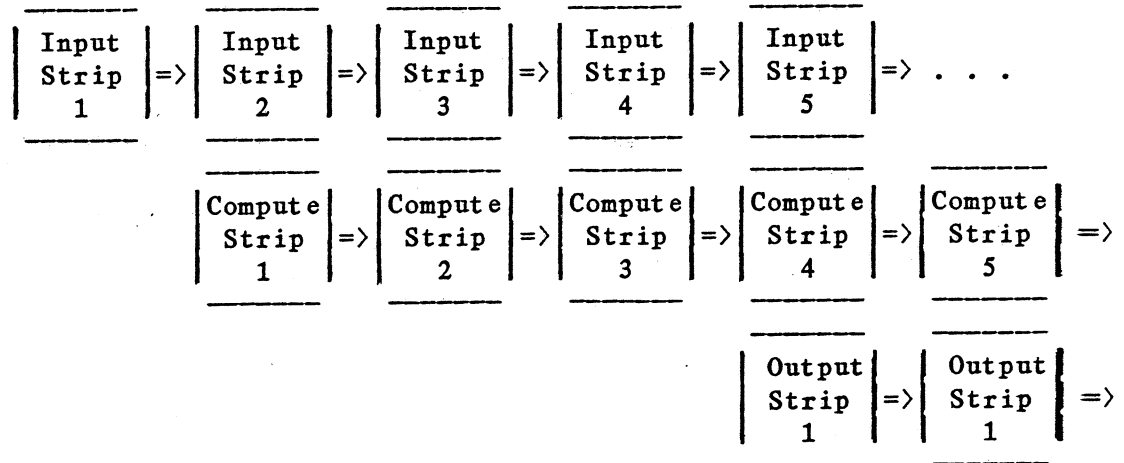 Input Input Input Input Input
Strip => Strip => Strip => Strip => Strip => . . .
1 2 3 4 5
Compute Compute Compute Compute Compute
Strip => Strip => Strip => Strip => Strip =>
1 2 3 4 5
Output Output
Strip => Strip =>
1 1